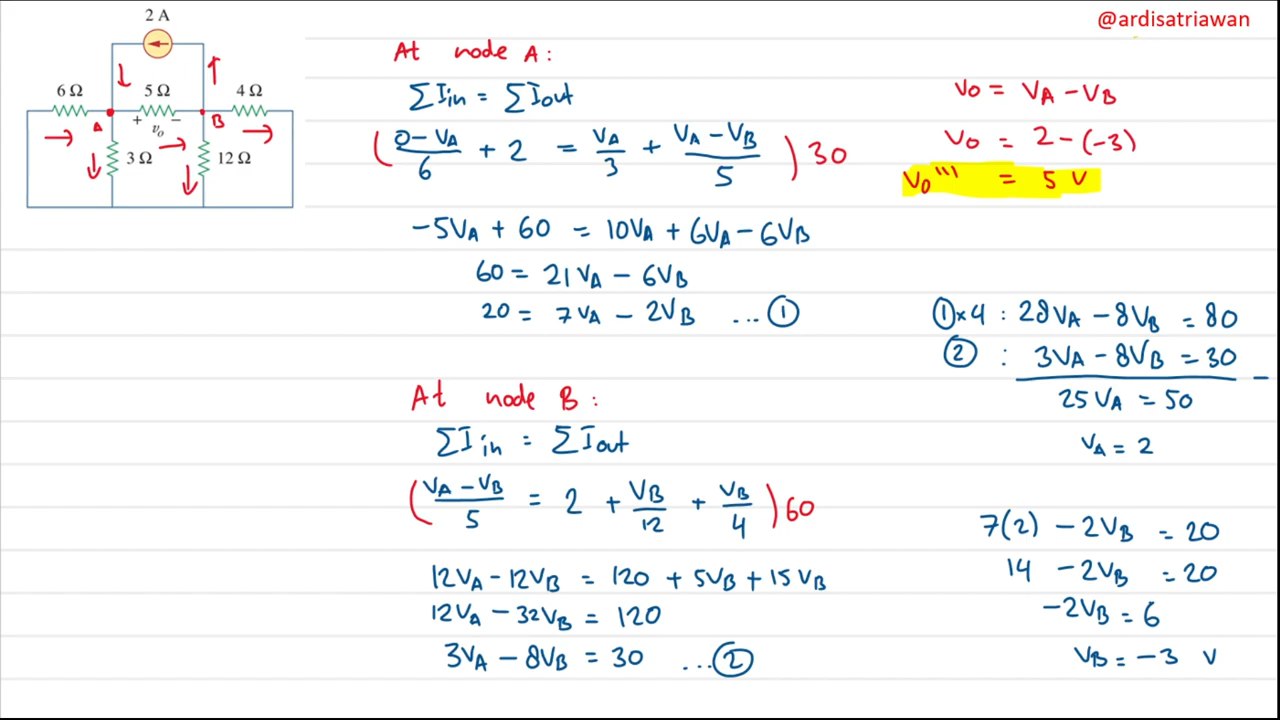 @ardisatriawan
2 A
6 Ω
5 Ω
4 Ω
A
+ vo −
B
3 Ω
12 Ω
At node A:
ΣIin = ΣIout
( (0 − VA)/6 + 2 = VA/3 + (VA − VB)/5 ) 30
−5VA + 60 = 10VA + 6VA − 6VB
60 = 21VA − 6VB
20 = 7VA − 2VB ... ①
At node B:
ΣIin = ΣIout
( (VA − VB)/5 = 2 + VB/12 + VB/4 ) 60
12VA − 12VB = 120 + 5VB + 15VB
12VA − 32VB = 120
3VA − 8VB = 30 ... ②
Vo = VA − VB
Vo = 2 − (−3)
Vo''' = 5 V
①×4 : 28VA − 8VB = 80
② : 3VA − 8VB = 30 −
25VA = 50
VA = 2
7(2) − 2VB = 20
14 − 2VB = 20
−2VB = 6
VB = −3 V